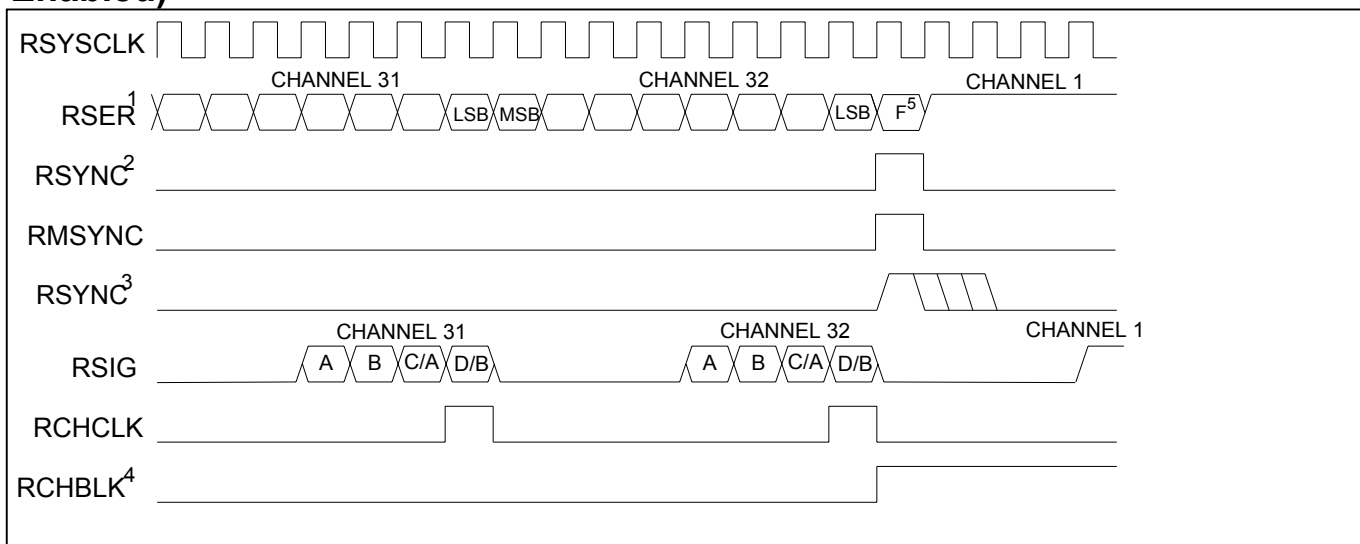 Enabled)
RSYSCLK
CHANNEL 31 CHANNEL 32 CHANNEL 1
RSER1 LSB MSB LSB F5
RSYNC2
RMSYNC
RSYNC3
CHANNEL 31 CHANNEL 32 CHANNEL 1
RSIG A B C/A D/B A B C/A D/B
RCHCLK
RCHBLK4